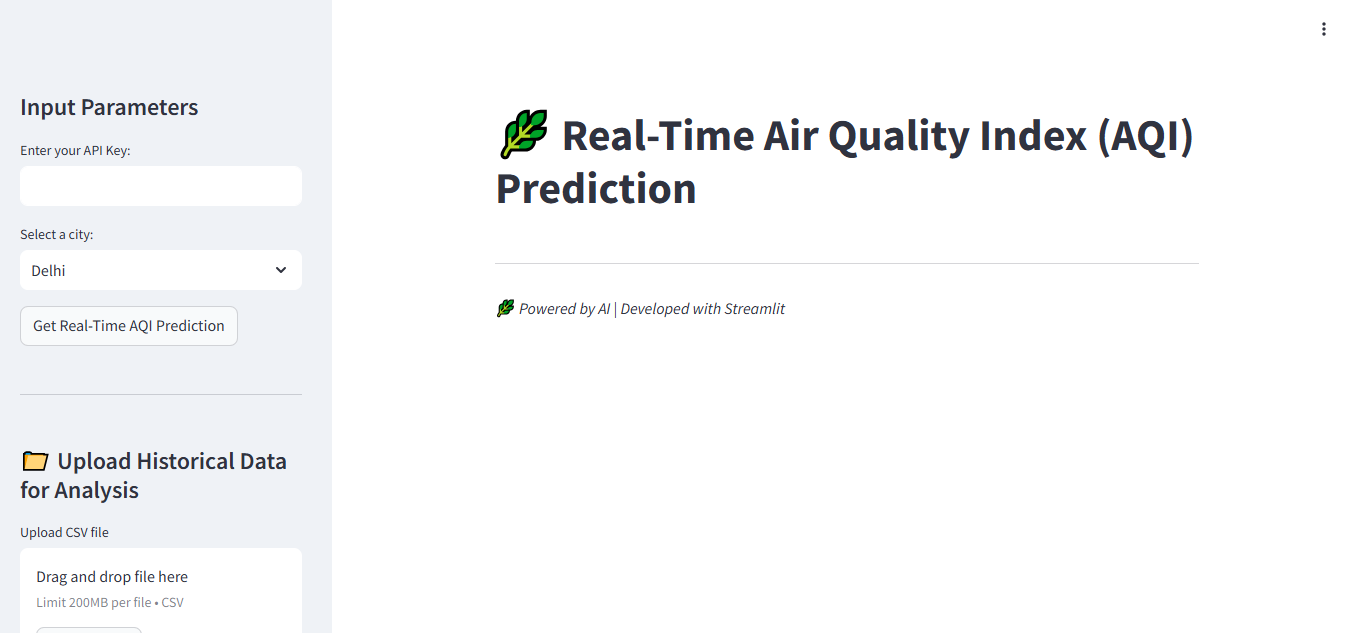 Input Parameters
Enter your API Key:
Select a city:
Delhi
Get Real-Time AQI Prediction
Upload Historical Data
for Analysis
Upload CSV file
Drag and drop file here
Limit 200MB per file • CSV
Real-Time Air Quality Index (AQI)
Prediction
Powered by AI | Developed with Streamlit